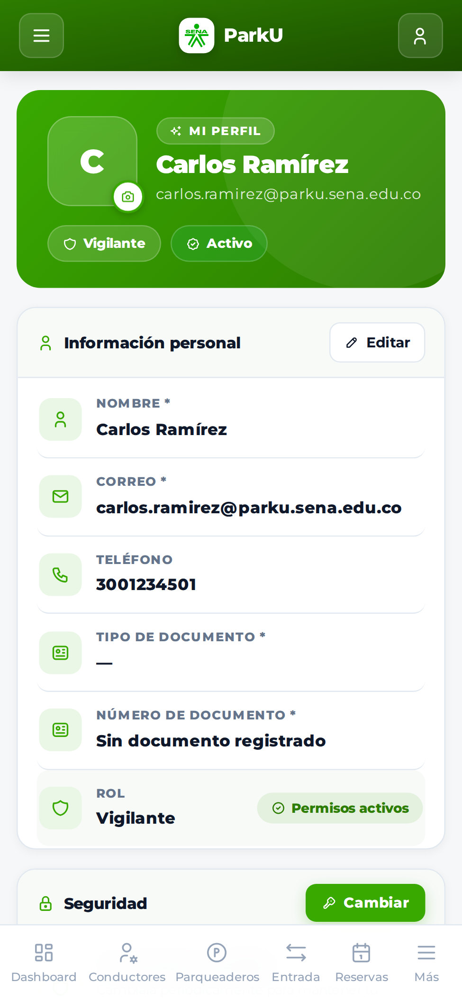 SENA
ParkU
C
MI PERFIL
Carlos Ramírez
carlos.ramirez@parku.sena.edu.co
Vigilante
Activo
Información personal
Editar
NOMBRE *
Carlos Ramírez
CORREO *
carlos.ramirez@parku.sena.edu.co
TELÉFONO
3001234501
TIPO DE DOCUMENTO *
—
NÚMERO DE DOCUMENTO *
Sin documento registrado
ROL
Vigilante
Permisos activos
Seguridad
Cambiar
Dashboard
Conductores
Parqueaderos
Entrada
Reservas
Más